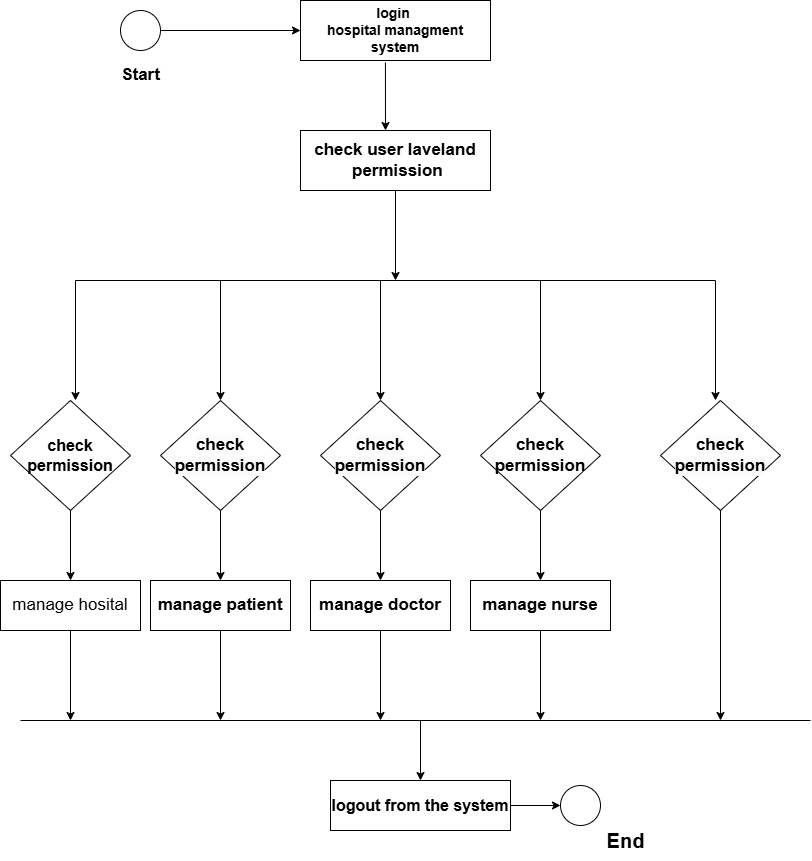 login
hospital managment
system
Start
check user laveland
permission
check
permission
check
permission
check
permission
check
permission
check
permission
manage hosital
manage patient
manage doctor
manage nurse
logout from the system
End